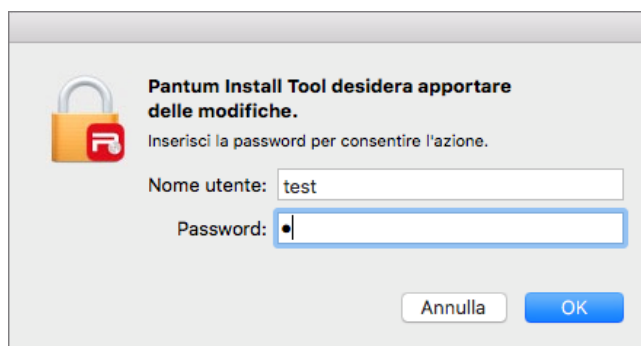 Pantum Install Tool desidera apportare
delle modifiche.
Inserisci la password per consentire l'azione.
Nome utente: test
Password: •
Annulla OK